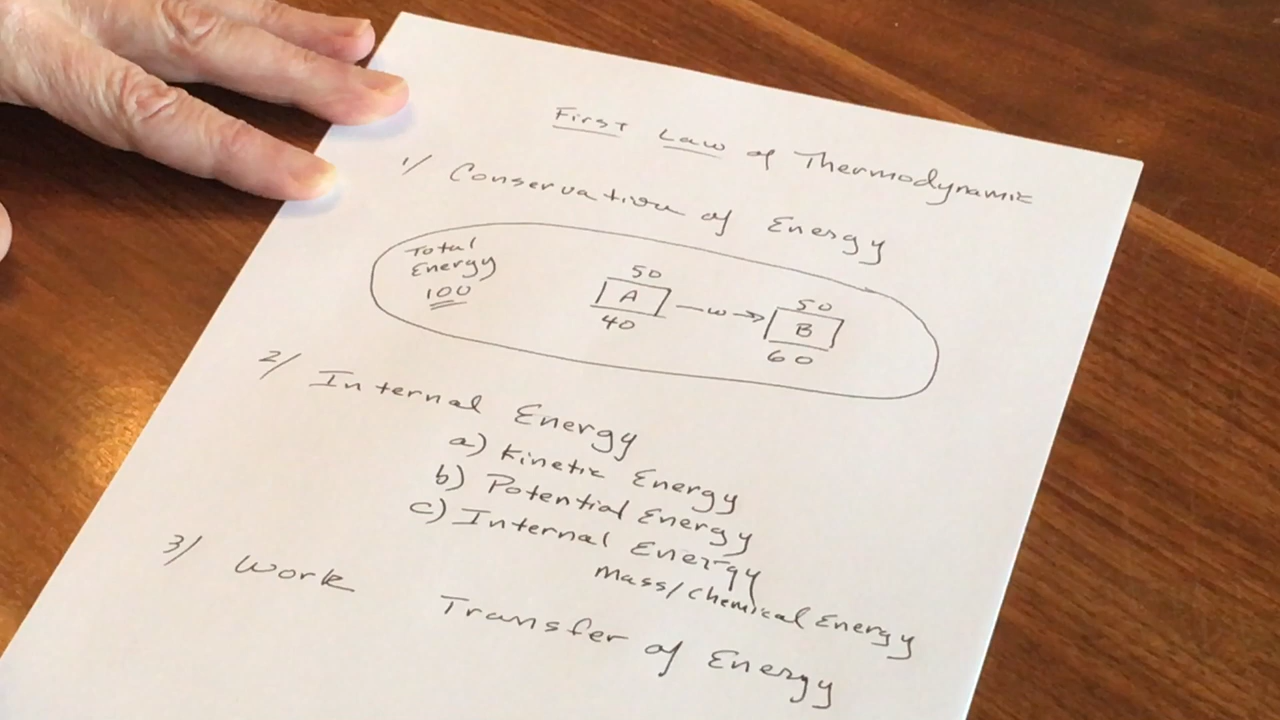 First Law of Thermodynamic
1/ Conservation of Energy
Total
Energy
100
50
A
40
w
50
B
60
2/ Internal Energy
a) Kinetic Energy
b) Potential Energy
c) Internal Energy
Mass/Chemical Energy
3/ Work Transfer of Energy